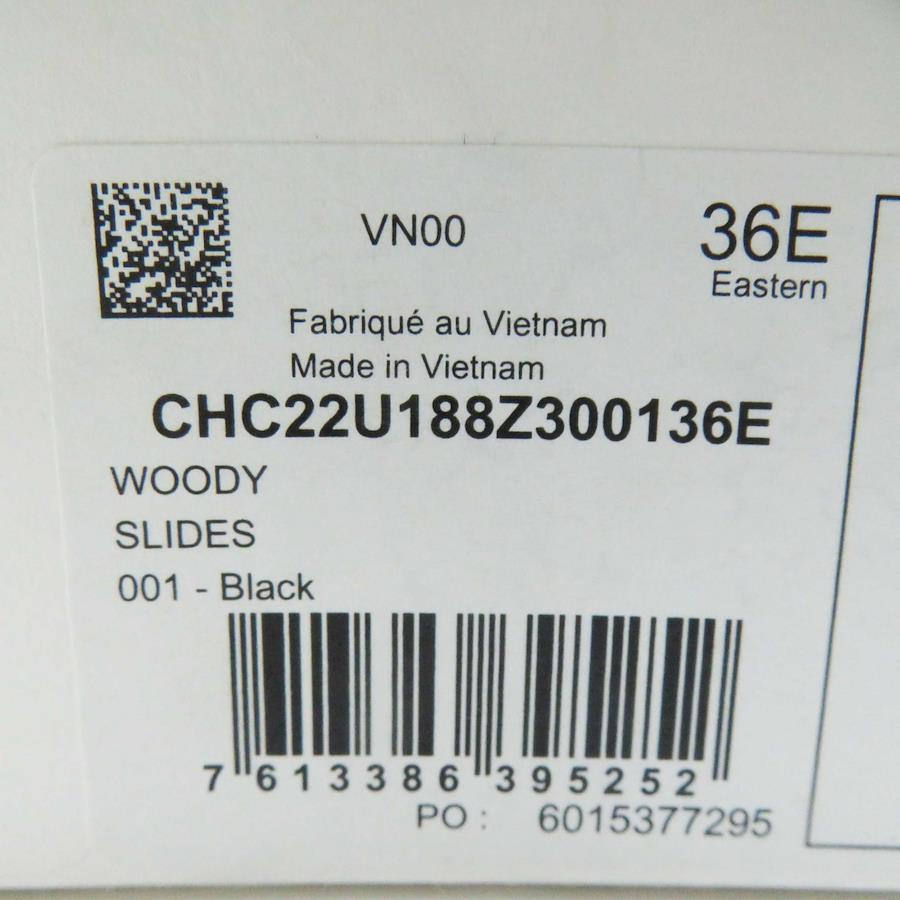 VN00
36E
Eastern
Fabriqué au Vietnam
Made in Vietnam
CHC22U188Z300136E
WOODY
SLIDES
001 - Black
7 613386 395252
PO : 6015377295